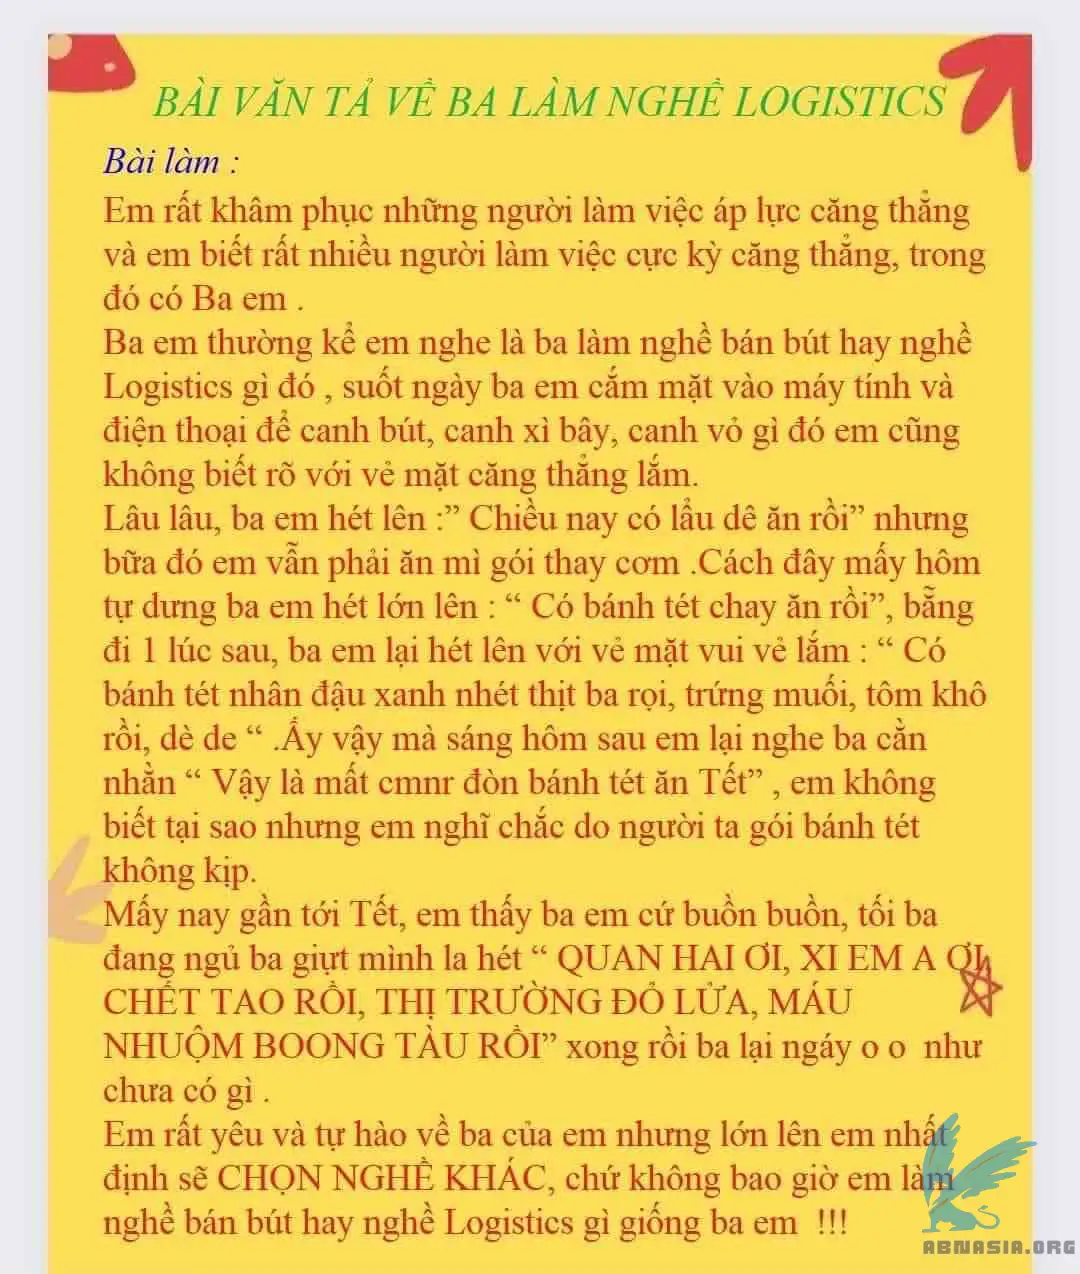 BÀI VĂN TẢ VỀ BA LÀM NGHỀ LOGISTICS
Bài làm :
Em rất khâm phục những người làm việc áp lực căng thẳng
và em biết rất nhiều người làm việc cực kỳ căng thẳng, trong
đó có Ba em .
Ba em thường kể em nghe là ba làm nghề bán bút hay nghề
Logistics gì đó , suốt ngày ba em cắm mặt vào máy tính và
điện thoại để canh bút, canh xì bây, canh vỏ gì đó em cũng
không biết rõ với vẻ mặt căng thẳng lắm.
Lâu lâu, ba em hét lên :” Chiều nay có lẩu dê ăn rồi” nhưng
bữa đó em vẫn phải ăn mì gói thay cơm .Cách đây mấy hôm
tự dưng ba em hét lớn lên : “ Có bánh tét chay ăn rồi”, bẵng
đi 1 lúc sau, ba em lại hét lên với vẻ mặt vui vẻ lắm : “ Có
bánh tét nhân đậu xanh nhét thịt ba rọi, trứng muối, tôm khô
rồi, dè de “ .Ấy vậy mà sáng hôm sau em lại nghe ba cằn
nhằn “ Vậy là mất cmnr đòn bánh tét ăn Tết” , em không
biết tại sao nhưng em nghĩ chắc do người ta gói bánh tét
không kịp.
Mấy nay gần tới Tết, em thấy ba em cứ buồn buồn, tối ba
đang ngủ ba giựt mình la hét “ QUAN HAI ƠI, XI EM A ƠI
CHẾT TAO RỒI, THỊ TRƯỜNG ĐỎ LỬA, MÁU
NHUỘM BOONG TÀU RỒI” xong rồi ba lại ngáy o o như
chưa có gì .
Em rất yêu và tự hào về ba của em nhưng lớn lên em nhất
định sẽ CHỌN NGHỀ KHÁC, chứ không bao giờ em làm
nghề bán bút hay nghề Logistics gì giống ba em !!!
ABNASIA.ORG